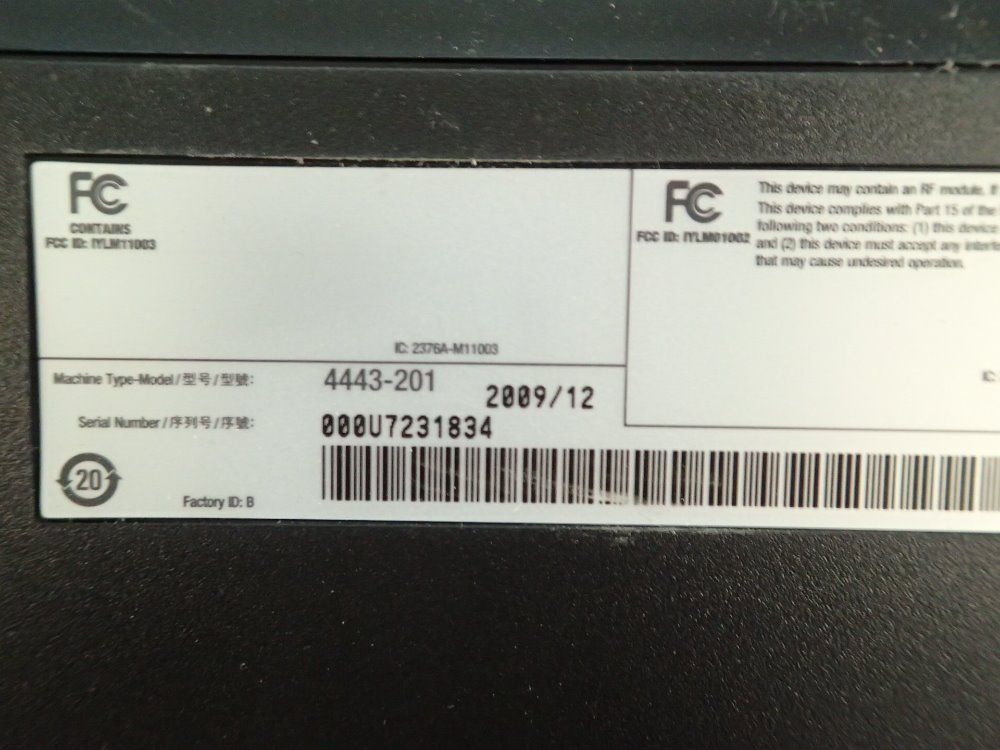 FC
CONTAINS
FCC ID: IYLM11003
IC: 2376A-M11003
FC
FCC ID: IYLM01002
This device may contain an RF module. If
This device complies with Part 15 of the
following two conditions: (1) this device
and (2) this device must accept any
that may cause undesired operation.
IC:
Machine Type-Model/型号/型號: 4443-201
2009/12
Serial Number/序列号/序號: 000U7231834
20
Factory ID: B